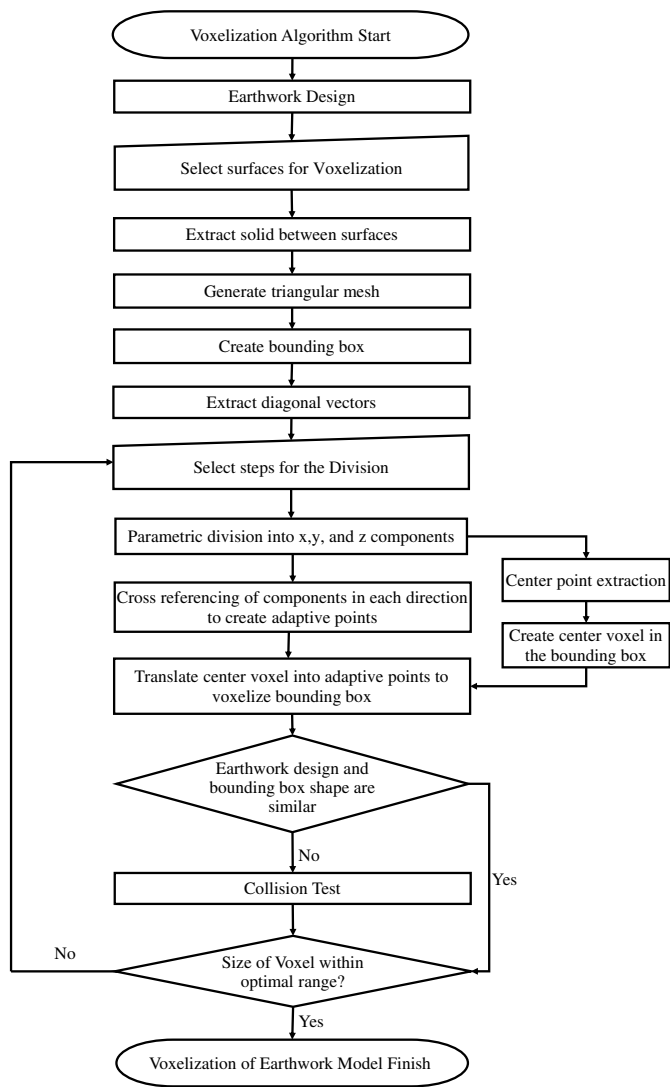 Voxelization Algorithm Start
Earthwork Design
Select surfaces for Voxelization
Extract solid between surfaces
Generate triangular mesh
Create bounding box
Extract diagonal vectors
Select steps for the Division
Parametric division into x,y, and z components
Center point extraction
Cross referencing of components in each direction
to create adaptive points
Create center voxel in
the bounding box
Translate center voxel into adaptive points to
voxelize bounding box
Earthwork design and
bounding box shape are
similar
No
Yes
Collision Test
No
Size of Voxel within
optimal range?
Yes
Voxelization of Earthwork Model Finish